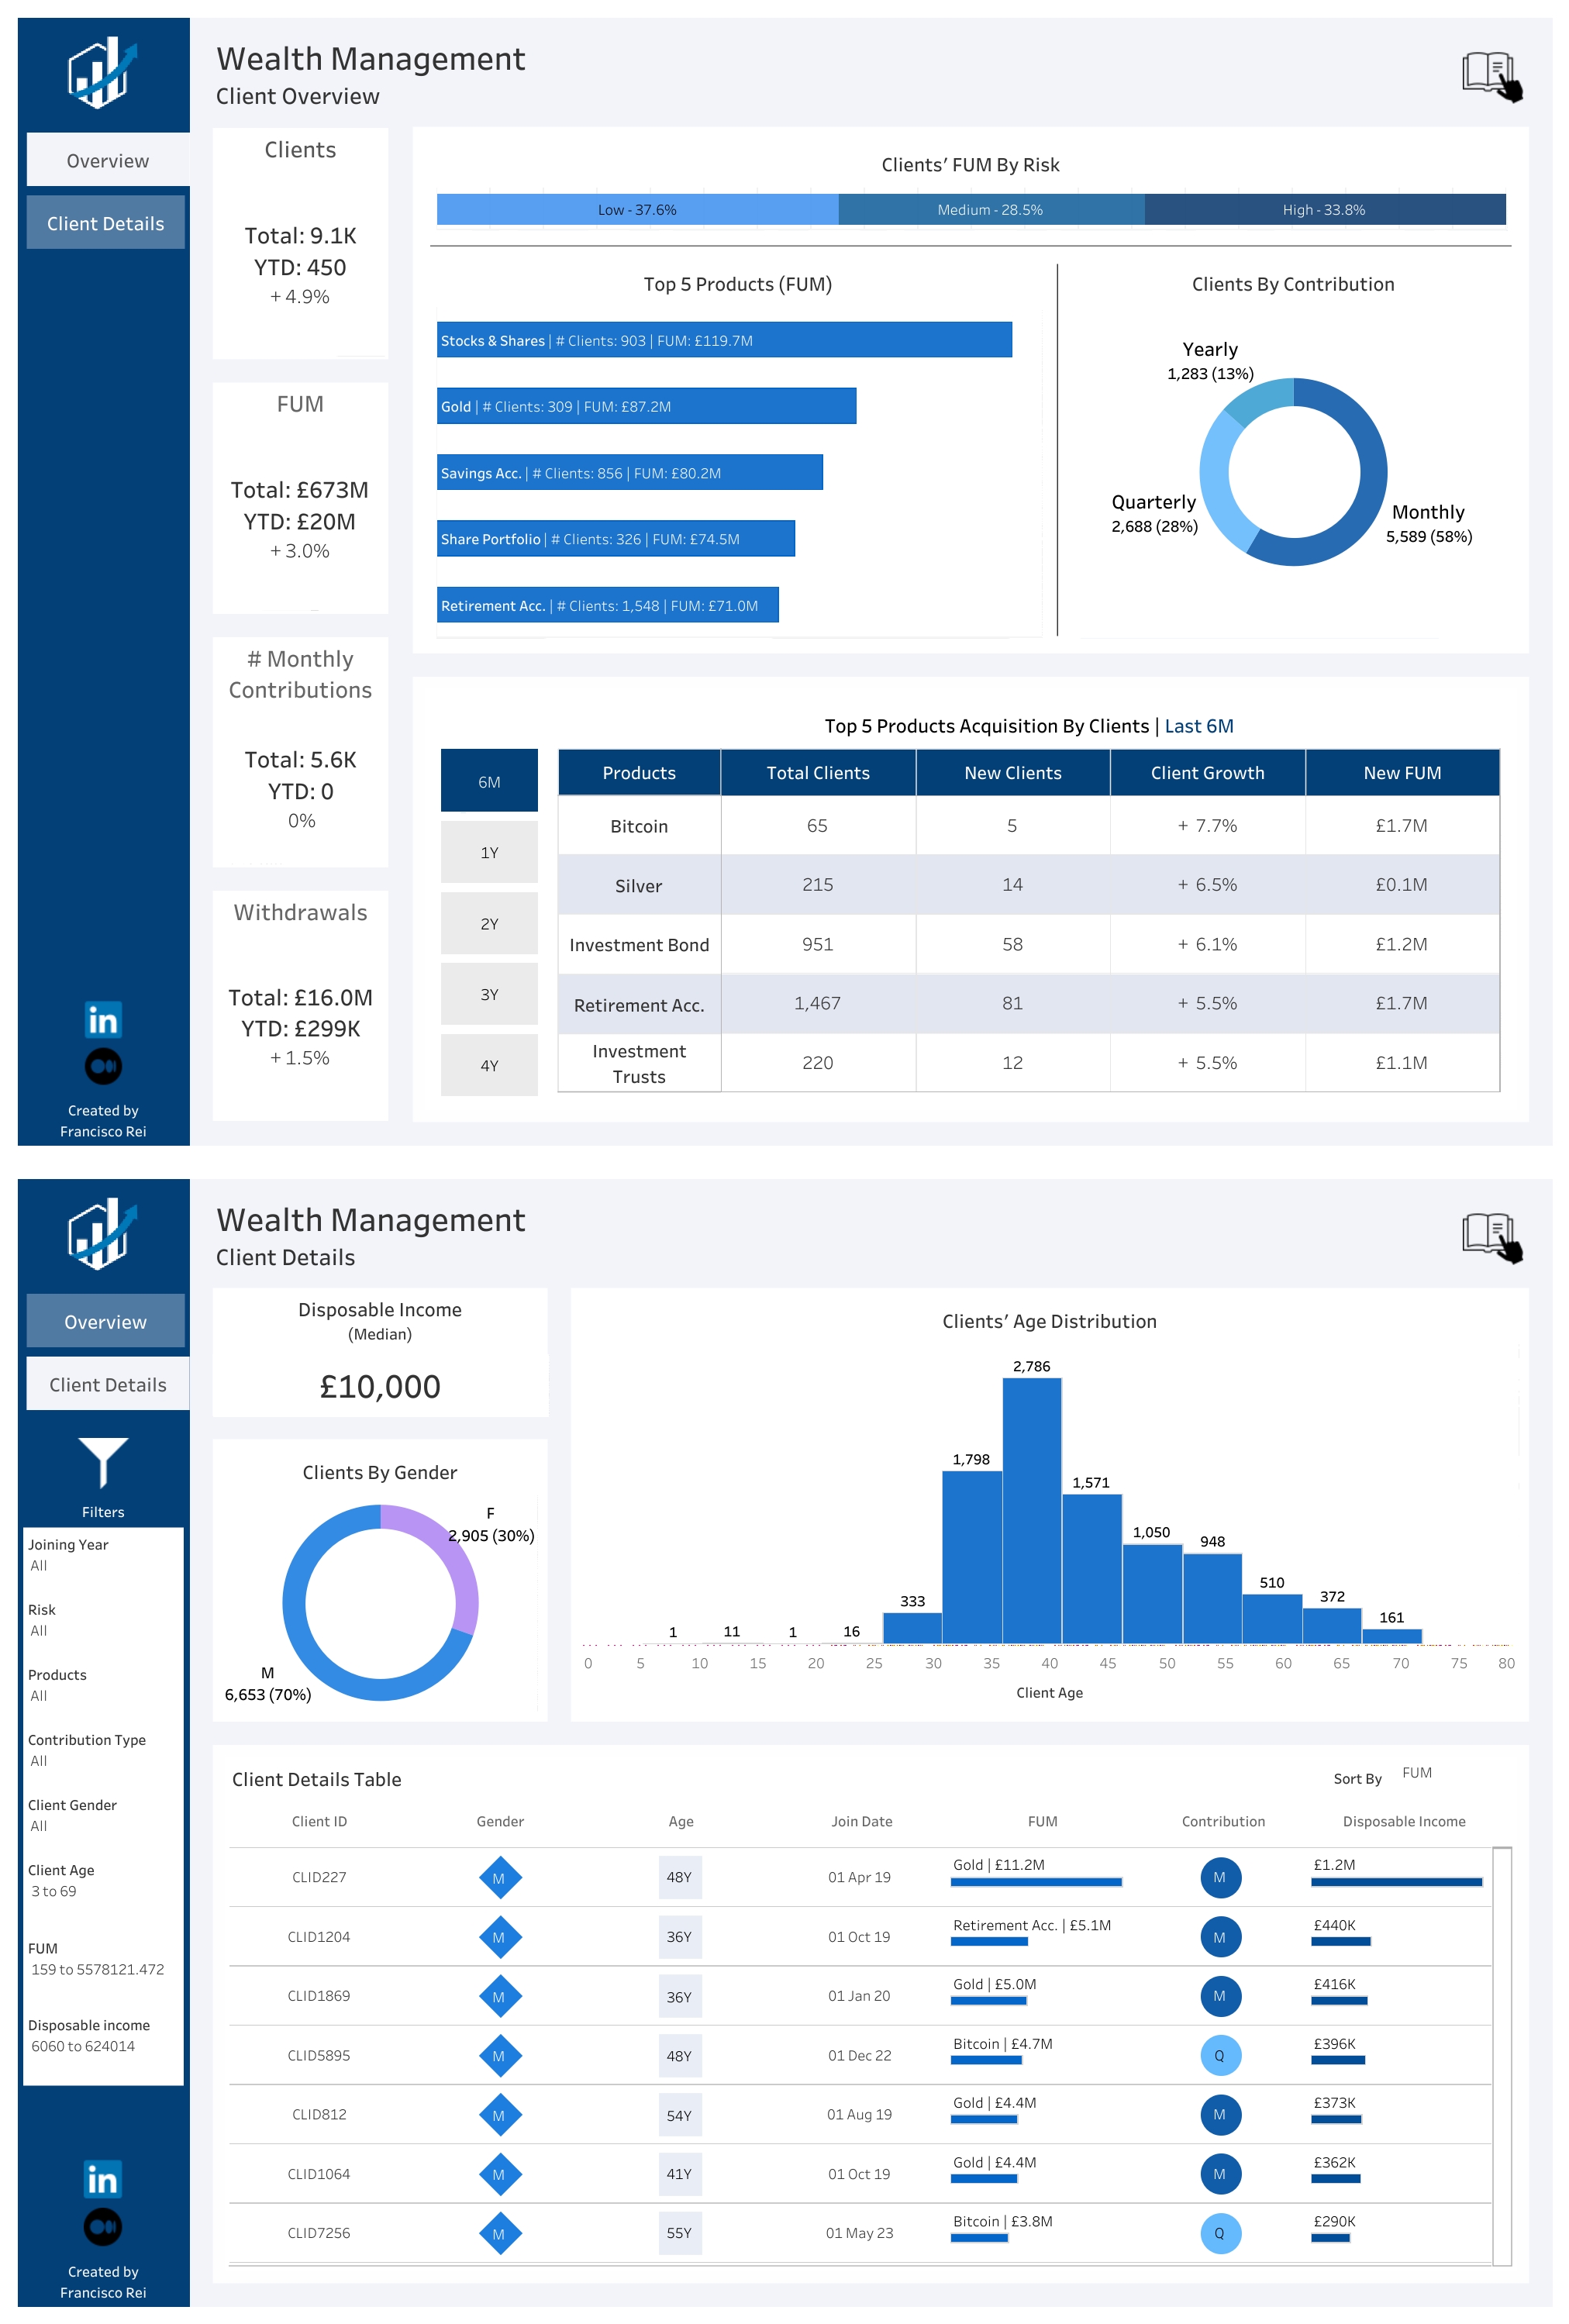 Wealth Management
Client Overview
Overview
Client Details
Clients
Total: 9.1K
YTD: 450
+ 4.9%
FUM
Total: £673M
YTD: £20M
+ 3.0%
# Monthly
Contributions
Total: 5.6K
YTD: 0
0%
Withdrawals
Total: £16.0M
YTD: £299K
+ 1.5%
Clients' FUM By Risk
Low - 37.6% Medium - 28.5% High - 33.8%
Top 5 Products (FUM)
Stocks & Shares | # Clients: 903 | FUM: £119.7M
Gold | # Clients: 309 | FUM: £87.2M
Savings Acc. | # Clients: 856 | FUM: £80.2M
Share Portfolio | # Clients: 326 | FUM: £74.5M
Retirement Acc. | # Clients: 1,548 | FUM: £71.0M
Clients By Contribution
Yearly
1,283 (13%)
Quarterly
2,688 (28%)
Monthly
5,589 (58%)
Top 5 Products Acquisition By Clients | Last 6M
6M
1Y
2Y
3Y
4Y
Products Total Clients New Clients Client Growth New FUM
Bitcoin 65 5 + 7.7% £1.7M
Silver 215 14 + 6.5% £0.1M
Investment Bond 951 58 + 6.1% £1.2M
Retirement Acc. 1,467 81 + 5.5% £1.7M
Investment
Trusts 220 12 + 5.5% £1.1M
in
Created by
Francisco Rei
Wealth Management
Client Details
Overview
Client Details
Filters
Joining Year
All
Risk
All
Products
All
Contribution Type
All
Client Gender
All
Client Age
3 to 69
FUM
159 to 5578121.472
Disposable income
6060 to 624014
in
Created by
Francisco Rei
Disposable Income
(Median)
£10,000
Clients By Gender
F
2,905 (30%)
M
6,653 (70%)
Clients' Age Distribution
2,786
1,798
1,571
1,050
948
510
372
333
161
1 11 1 16
0 5 10 15 20 25 30 35 40 45 50 55 60 65 70 75 80
Client Age
Client Details Table
Sort By FUM
Client ID Gender Age Join Date FUM Contribution Disposable Income
CLID227 M 48Y 01 Apr 19 Gold | £11.2M M £1.2M
CLID1204 M 36Y 01 Oct 19 Retirement Acc. | £5.1M M £440K
CLID1869 M 36Y 01 Jan 20 Gold | £5.0M M £416K
CLID5895 M 48Y 01 Dec 22 Bitcoin | £4.7M Q £396K
CLID812 M 54Y 01 Aug 19 Gold | £4.4M M £373K
CLID1064 M 41Y 01 Oct 19 Gold | £4.4M M £362K
CLID7256 M 55Y 01 May 23 Bitcoin | £3.8M Q £290K